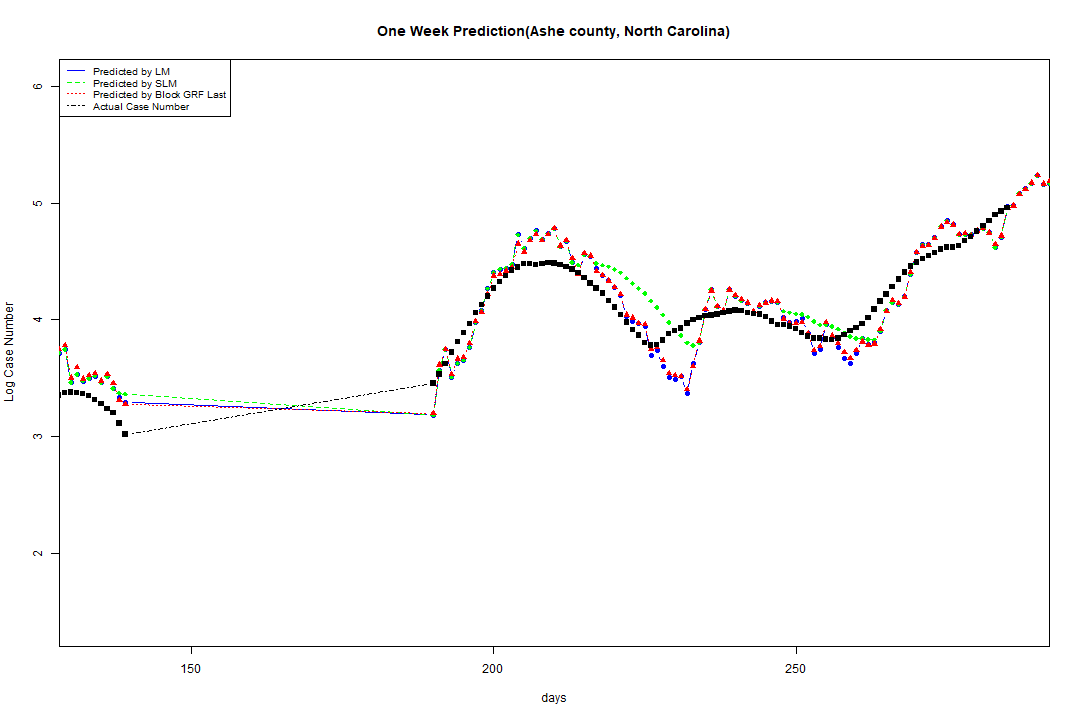 One Week Prediction(Ashe county, North Carolina)
Predicted by LM
Predicted by SLM
Predicted by Block GRF Last
Actual Case Number
6
5
4
3
2
Log Case Number
150
200
250
days